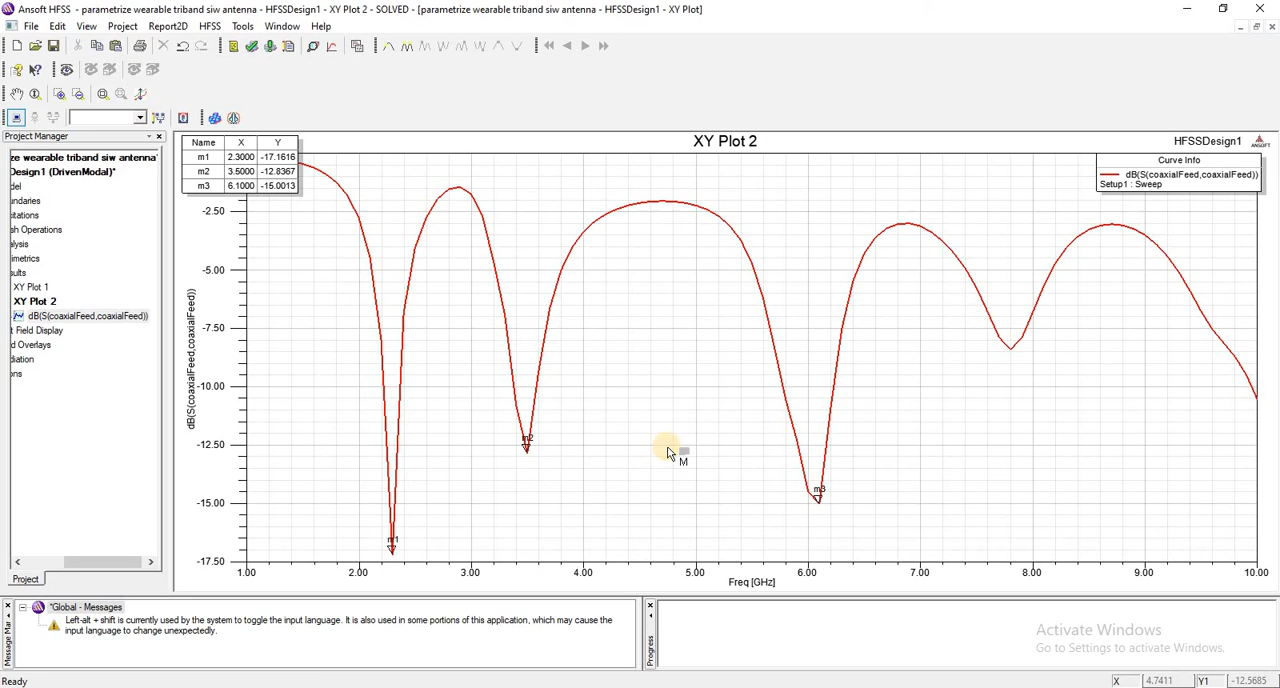 Ansoft HFSS - parametrize wearable triband siw antenna - HFSSDesign1 - XY Plot 2 - SOLVED - [parametrize wearable triband siw antenna - HFSSDesign1 - XY Plot]
File Edit View Project Report2D HFSS Tools Window Help
Project Manager
ze wearable triband siw antenna*
Design1 (DrivenModal)*
del
undaries
citations
sh Operations
alysis
imetrics
sults
XY Plot 1
XY Plot 2
dB(S(coaxialFeed,coaxialFeed))
t Field Display
d Overlays
diation
ons
Project
Name X Y
m1 2.3000 -17.1616
m2 3.5000 -12.8367
m3 6.1000 -15.0013
XY Plot 2
HFSSDesign1
ANSOFT
Curve Info
dB(S(coaxialFeed,coaxialFeed))
Setup1 : Sweep
dB(S(coaxialFeed,coaxialFeed))
-2.50
-5.00
-7.50
-10.00
-12.50
-15.00
-17.50
m1
m2
m3
M
1.00 2.00 3.00 4.00 5.00 6.00 7.00 8.00 9.00 10.00
Freq [GHz]
Message Mar
*Global - Messages
Left-alt + shift is currently used by the system to toggle the input language. It is also used in some portions of this application, which may cause the
input language to change unexpectedly.
Progress
Activate Windows
Go to Settings to activate Windows.
Ready
X 4.7411 Y1 -12.5685